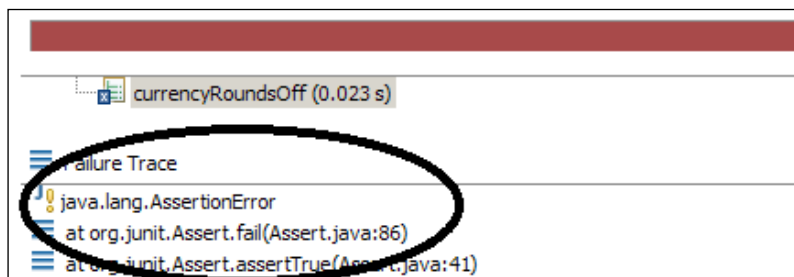 currencyRoundsOff (0.023 s)
Failure Trace
java.lang.AssertionError
at org.junit.Assert.fail(Assert.java:86)
at org.junit.Assert.assertTrue(Assert.java:41)